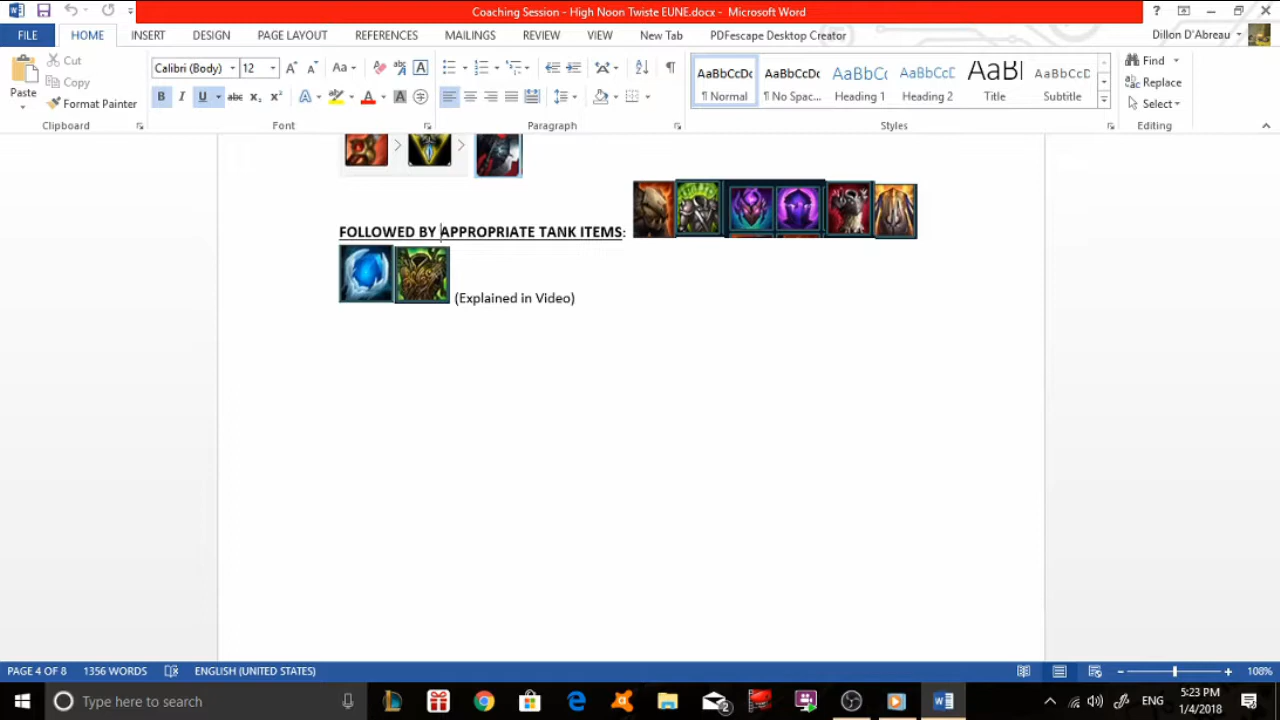 Coaching Session - High Noon Twiste EUNE.docx - Microsoft Word
?
FILE HOME INSERT DESIGN PAGE LAYOUT REFERENCES MAILINGS REVIEW VIEW New Tab PDFescape Desktop Creator Dillon D'Abreau
Paste
Cut
Copy
Format Painter
Clipboard
Calibri (Body) 12
Font
Paragraph
AaBbCcDc AaBbCcDc AaBbCc AaBbCcD AaBl AaBbCcD
¶ Normal ¶ No Spac... Heading 1 Heading 2 Title Subtitle
Styles
Find
Replace
Select
Editing
FOLLOWED BY APPROPRIATE TANK ITEMS:
(Explained in Video)
PAGE 4 OF 8 1356 WORDS ENGLISH (UNITED STATES) 108%
Type here to search
2
ENG
5:23 PM
1/4/2018